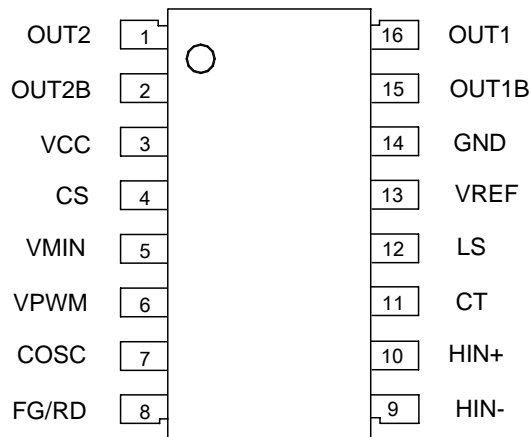 OUT2 1 16 OUT1
OUT2B 2 15 OUT1B
VCC 3 14 GND
CS 4 13 VREF
VMIN 5 12 LS
VPWM 6 11 CT
COSC 7 10 HIN+
FG/RD 8 9 HIN-